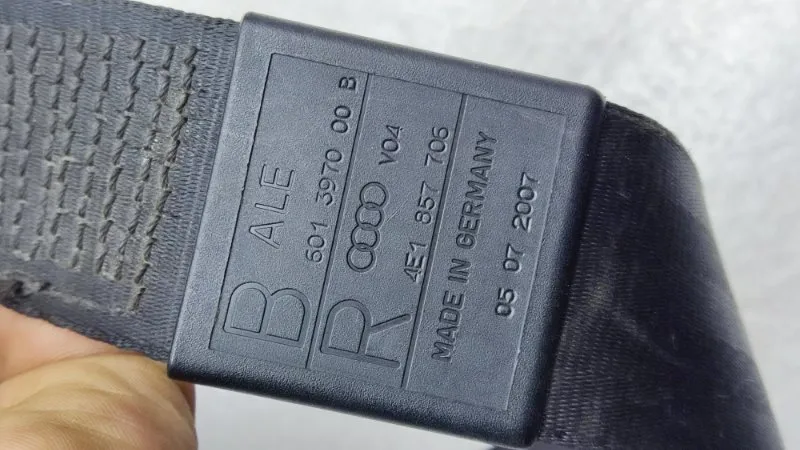 B ALE
601 3970 00 B
R V04
4E1 857 706
MADE IN GERMANY
05 07 2007